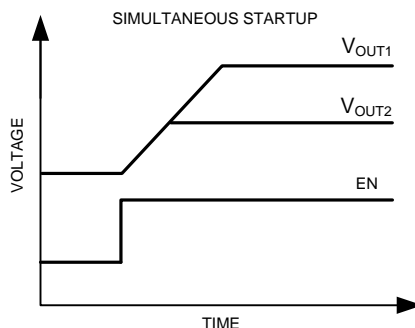 SIMULTANEOUS STARTUP
VOUT1
VOUT2
EN
VOLTAGE
TIME